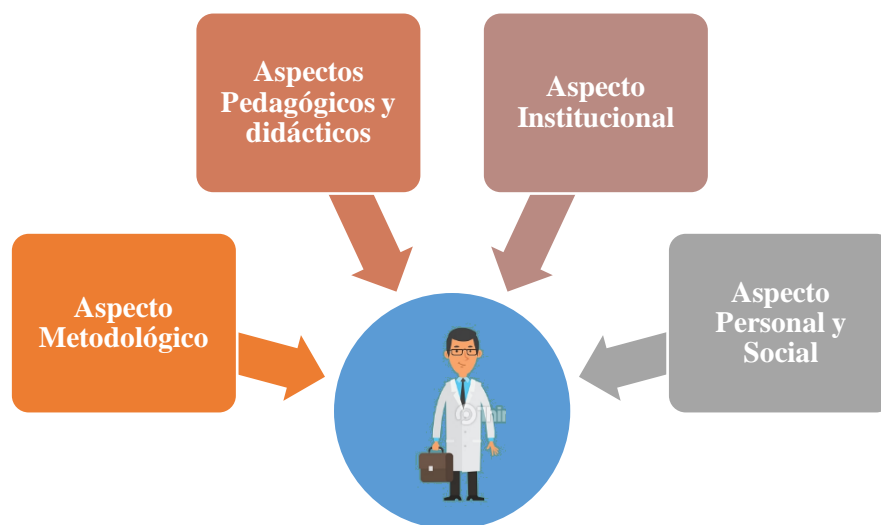 Aspectos
Pedagógicos y
didácticos
Aspecto
Institucional
Aspecto
Metodológico
Aspecto
Personal y
Social